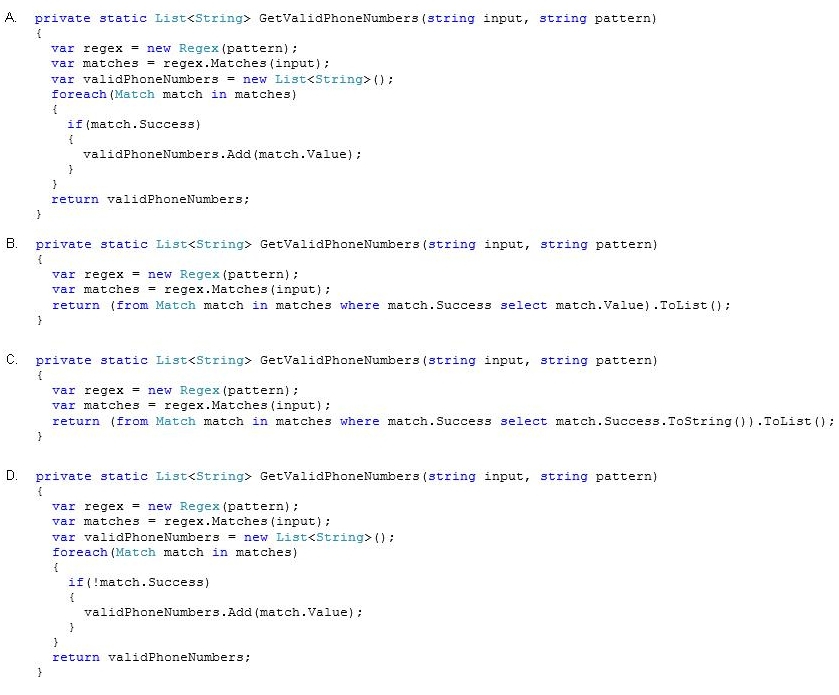 A. private static List<String> GetValidPhoneNumbers(string input, string pattern)
{
var regex = new Regex(pattern);
var matches = regex.Matches(input);
var validPhoneNumbers = new List<String>();
foreach(Match match in matches)
{
if(match.Success)
{
validPhoneNumbers.Add(match.Value);
}
}
return validPhoneNumbers;
}
B. private static List<String> GetValidPhoneNumbers(string input, string pattern)
{
var regex = new Regex(pattern);
var matches = regex.Matches(input);
return (from Match match in matches where match.Success select match.Value).ToList();
}
C. private static List<String> GetValidPhoneNumbers(string input, string pattern)
{
var regex = new Regex(pattern);
var matches = regex.Matches(input);
return (from Match match in matches where match.Success select match.Success.ToString()).ToList();
}
D. private static List<String> GetValidPhoneNumbers(string input, string pattern)
{
var regex = new Regex(pattern);
var matches = regex.Matches(input);
var validPhoneNumbers = new List<String>();
foreach(Match match in matches)
{
if(!match.Success)
{
validPhoneNumbers.Add(match.Value);
}
}
return validPhoneNumbers;
}